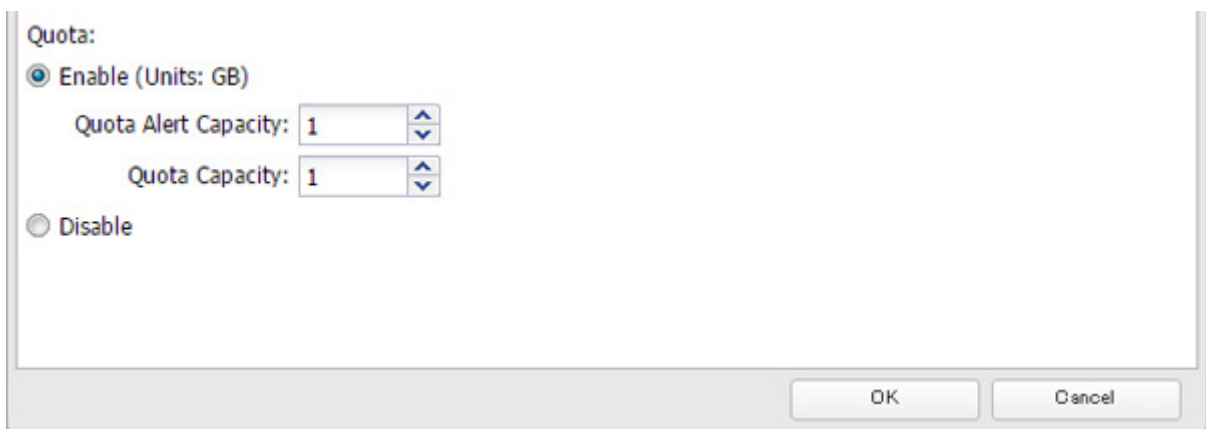 Quota:
Enable (Units: GB)
Quota Alert Capacity: 1
Quota Capacity: 1
Disable
OK Cancel